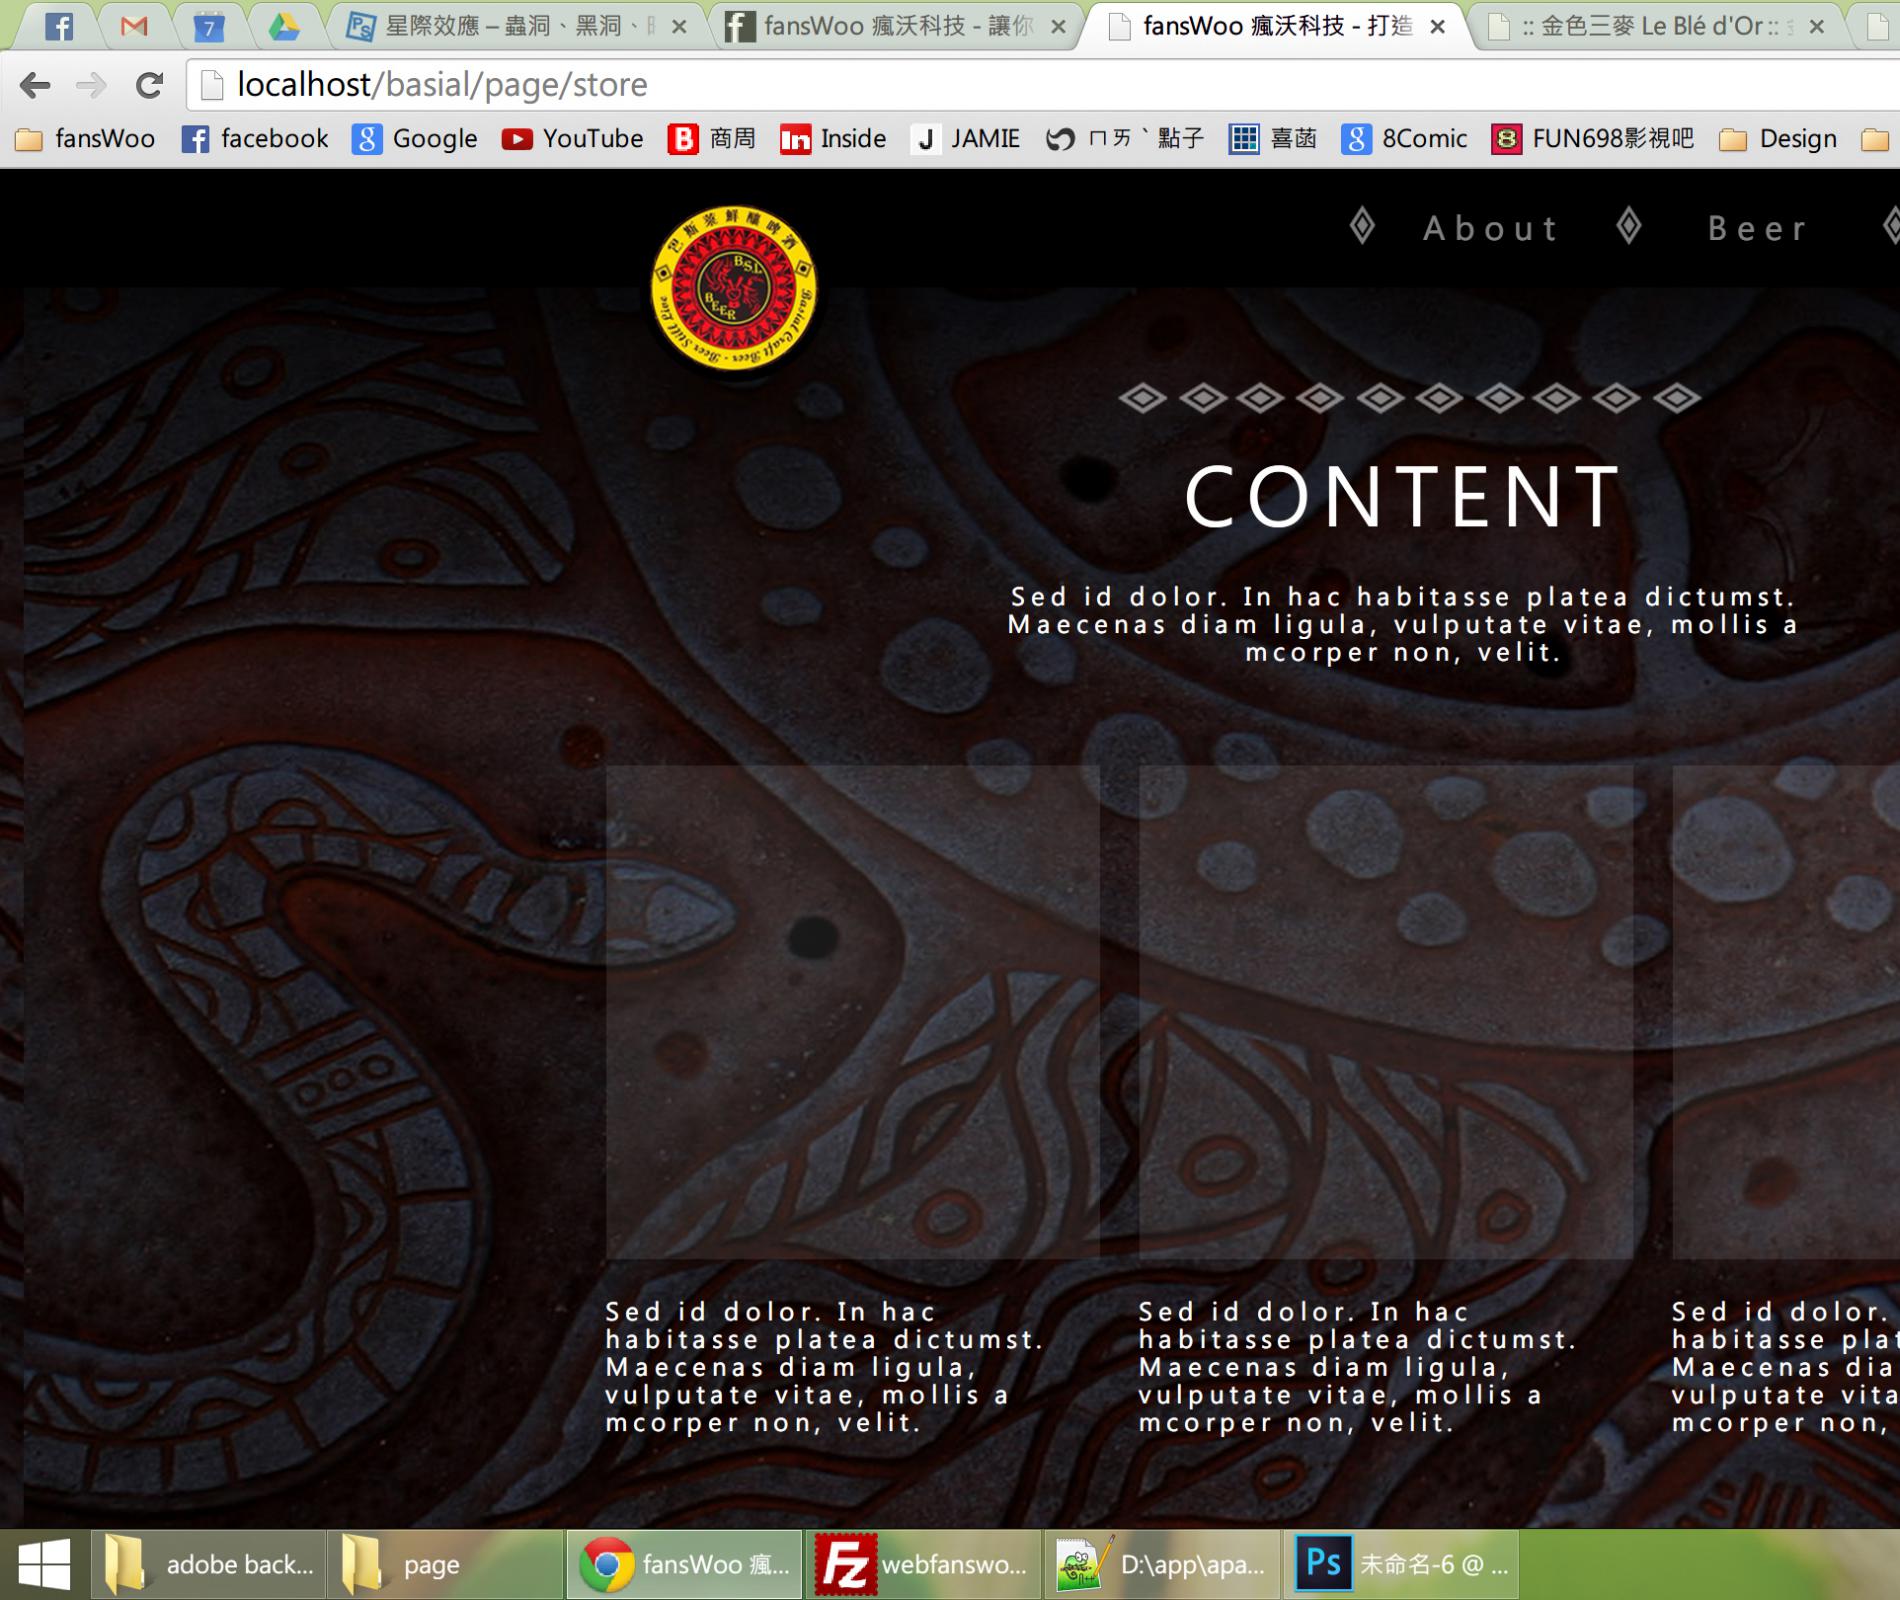 7
星際效應 – 蟲洞、黑洞、
fansWoo 瘋沃科技 - 讓你
fansWoo 瘋沃科技 - 打造
:: 金色三麥 Le Blé d'Or ::
localhost/basial/page/store
fansWoo facebook Google YouTube 商周 Inside JAMIE ㄇㄞˋ點子 喜菡 8Comic FUN698影視吧 Design
About Beer
巴斯萊鮮釀啤酒
B.S.L
BEER
Basial Craft Beer - Beer Still Live
CONTENT
Sed id dolor. In hac habitasse platea dictumst.
Maecenas diam ligula, vulputate vitae, mollis a
mcorper non, velit.
Sed id dolor. In hac
habitasse platea dictumst.
Maecenas diam ligula,
vulputate vitae, mollis a
mcorper non, velit.
Sed id dolor. In hac
habitasse platea dictumst.
Maecenas diam ligula,
vulputate vitae, mollis a
mcorper non, velit.
Sed id dolor.
habitasse plat
Maecenas dia
vulputate vita
mcorper non,
adobe back... page fansWoo 瘋... webfanswo... D:\app\apa... Ps 未命名-6 @ ...